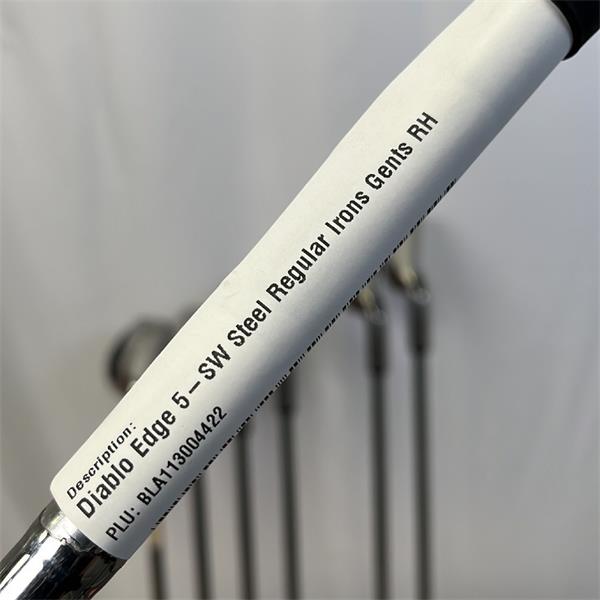 Description:
Diablo Edge 5 – SW Steel Regular Irons Gents RH
PLU: BLA113004422